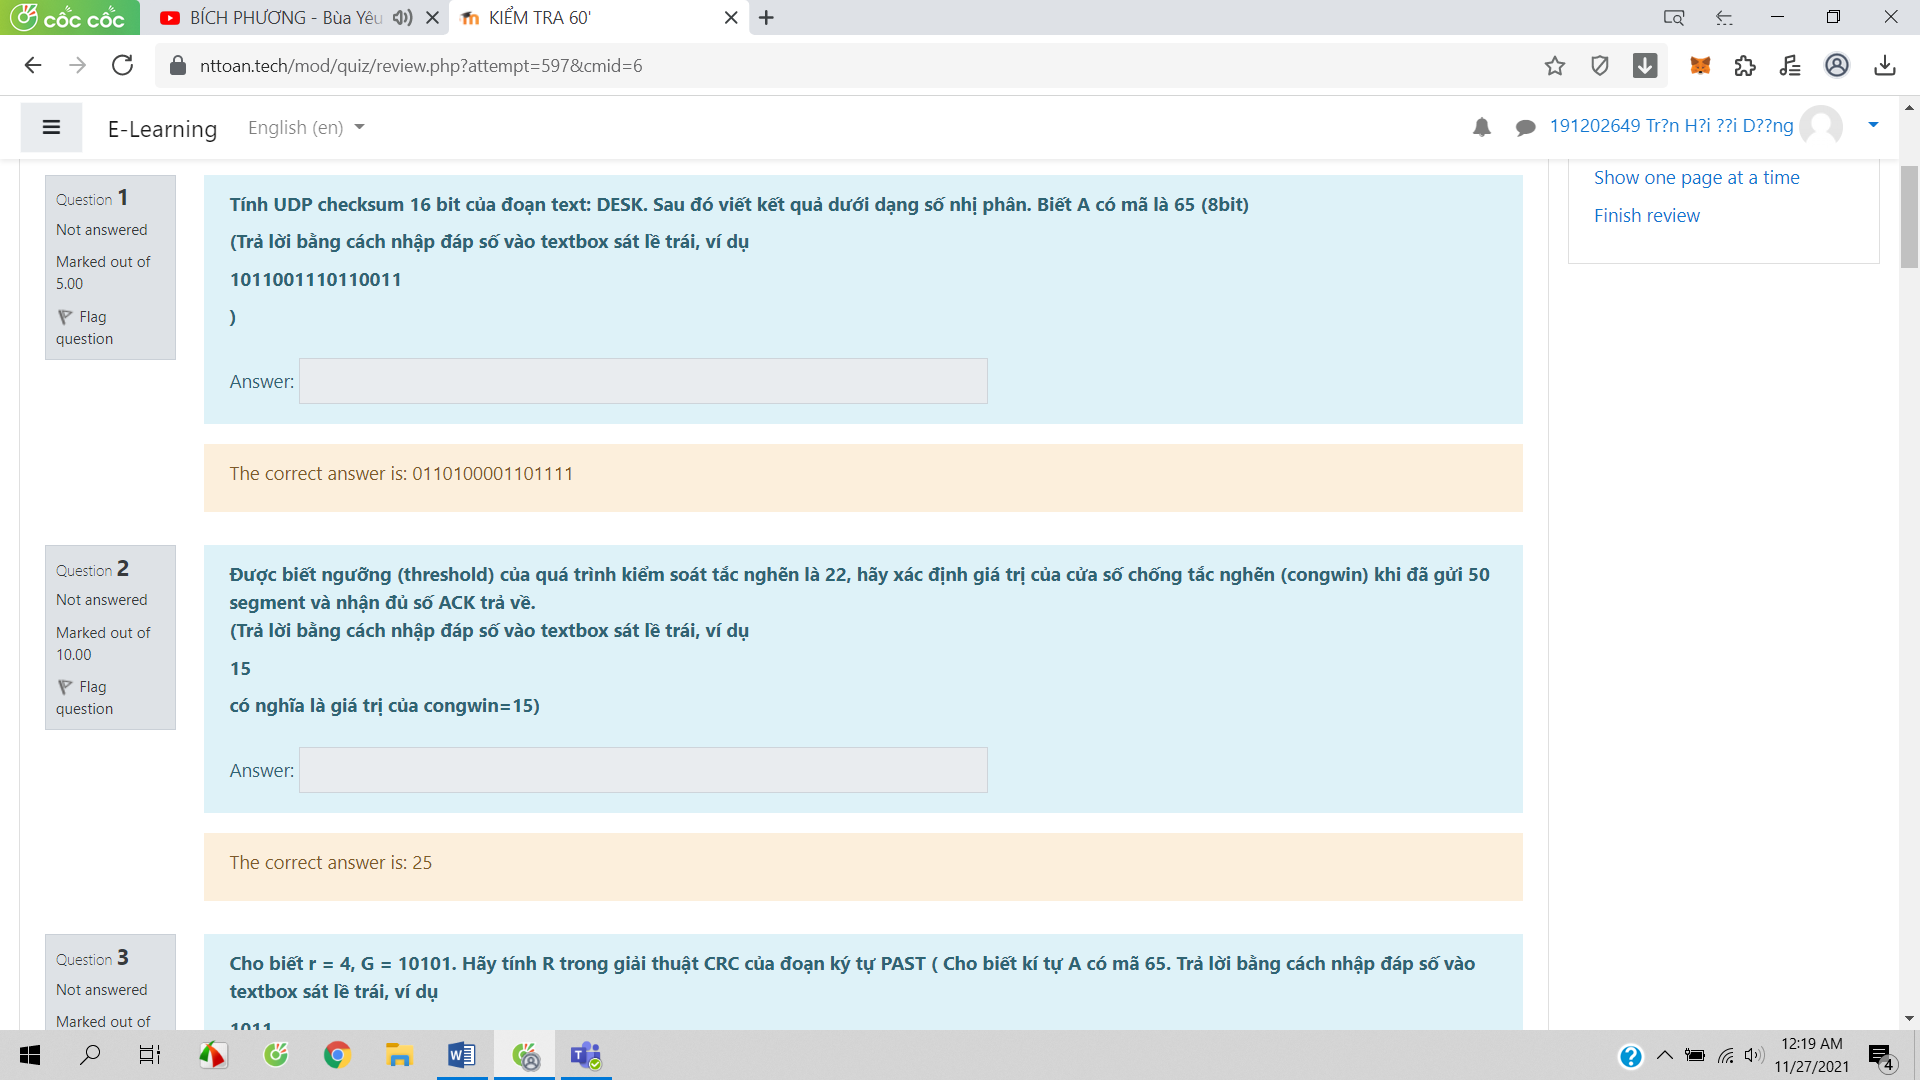 cốc cốc
BÍCH PHƯƠNG - Bùa Yêu
KIỂM TRA 60'
nttoan.tech/mod/quiz/review.php?attempt=597&cmid=6
E-Learning
English (en)
191202649 Tr?n H?i ??i D??ng
Show one page at a time
Finish review
Question 1
Not answered
Marked out of
5.00
Flag
question
Tính UDP checksum 16 bit của đoạn text: DESK. Sau đó viết kết quả dưới dạng số nhị phân. Biết A có mã là 65 (8bit)
(Trả lời bằng cách nhập đáp số vào textbox sát lề trái, ví dụ
1011001110110011
)
Answer:
The correct answer is: 0110100001101111
Question 2
Not answered
Marked out of
10.00
Flag
question
Được biết ngưỡng (threshold) của quá trình kiểm soát tắc nghẽn là 22, hãy xác định giá trị của cửa số chống tắc nghẽn (congwin) khi đã gửi 50
segment và nhận đủ số ACK trả về.
(Trả lời bằng cách nhập đáp số vào textbox sát lề trái, ví dụ
15
có nghĩa là giá trị của congwin=15)
Answer:
The correct answer is: 25
Question 3
Not answered
Marked out of
Cho biết r = 4, G = 10101. Hãy tính R trong giải thuật CRC của đoạn ký tự PAST ( Cho biết kí tự A có mã 65. Trả lời bằng cách nhập đáp số vào
textbox sát lề trái, ví dụ
1011
12:19 AM
11/27/2021
4